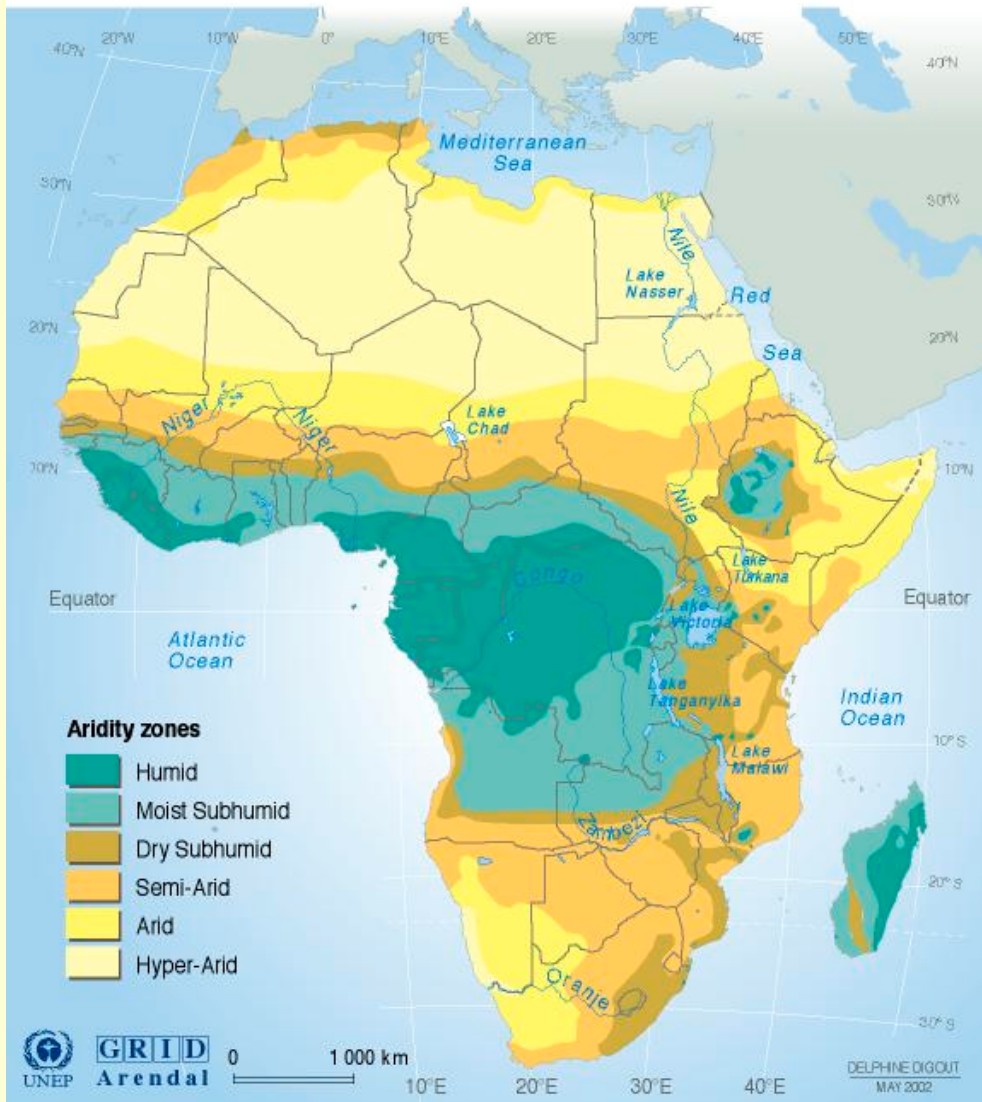 20°W 10°W 0° 10°E 20°E 30°E 40°E 50°E
40°N
40°N
Mediterranean
Sea
30°N
30°N
Nile
Lake
Nasser
Red
Sea
20°N
20°N
Niger
Niger
Lake
Chad
10°N
10°N
Nile
Lake
Turkana
Congo
Equator
Equator
Lake
Victoria
Atlantic
Ocean
Lake
Tanganyika
Indian
Ocean
Aridity zones
Humid
Moist Subhumid
Dry Subhumid
Semi-Arid
Arid
Hyper-Arid
10° S
Lake
Malawi
Zambezi
20° S
Oranje
30° S
UNEP
GRID
Arendal
0 1 000 km
10°E 20°E 30°E 40°E
DELPHINE DIGOUT
MAY 2002